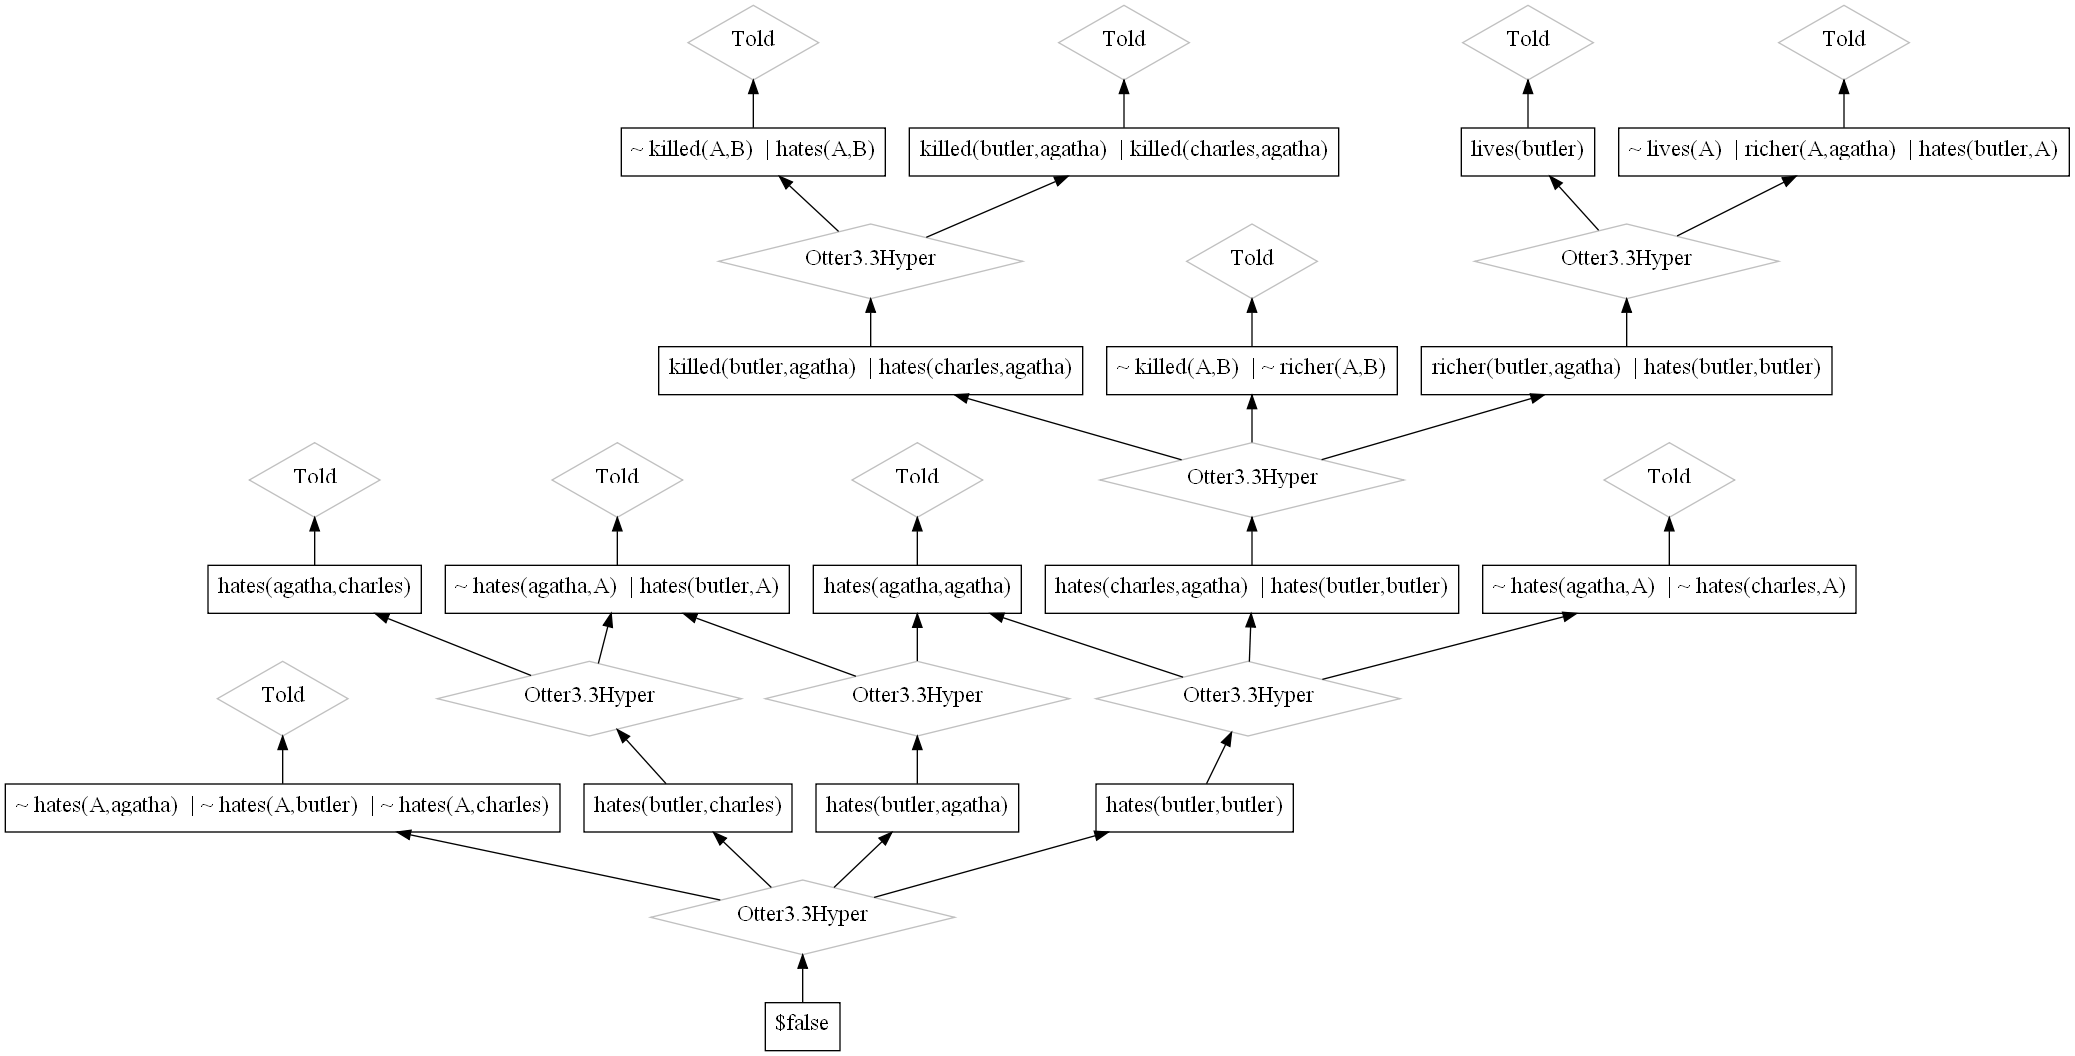 Told
Told
Told
Told
~ killed(A,B) | hates(A,B)
killed(butler,agatha) | killed(charles,agatha)
lives(butler)
~ lives(A) | richer(A,agatha) | hates(butler,A)
Otter3.3Hyper
Told
Otter3.3Hyper
killed(butler,agatha) | hates(charles,agatha)
~ killed(A,B) | ~ richer(A,B)
richer(butler,agatha) | hates(butler,butler)
Told
Told
Told
Otter3.3Hyper
Told
hates(agatha,charles)
~ hates(agatha,A) | hates(butler,A)
hates(agatha,agatha)
hates(charles,agatha) | hates(butler,butler)
~ hates(agatha,A) | ~ hates(charles,A)
Told
Otter3.3Hyper
Otter3.3Hyper
Otter3.3Hyper
~ hates(A,agatha) | ~ hates(A,butler) | ~ hates(A,charles)
hates(butler,charles)
hates(butler,agatha)
hates(butler,butler)
Otter3.3Hyper
$false